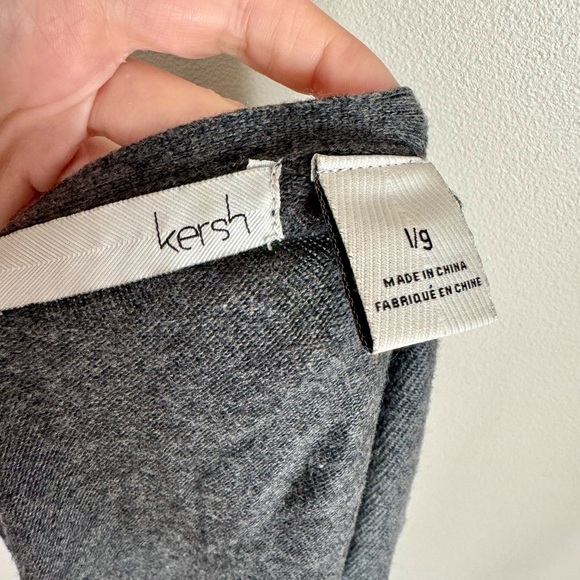 kersh
l/g
MADE IN CHINA
FABRIQUÉ EN CHINE